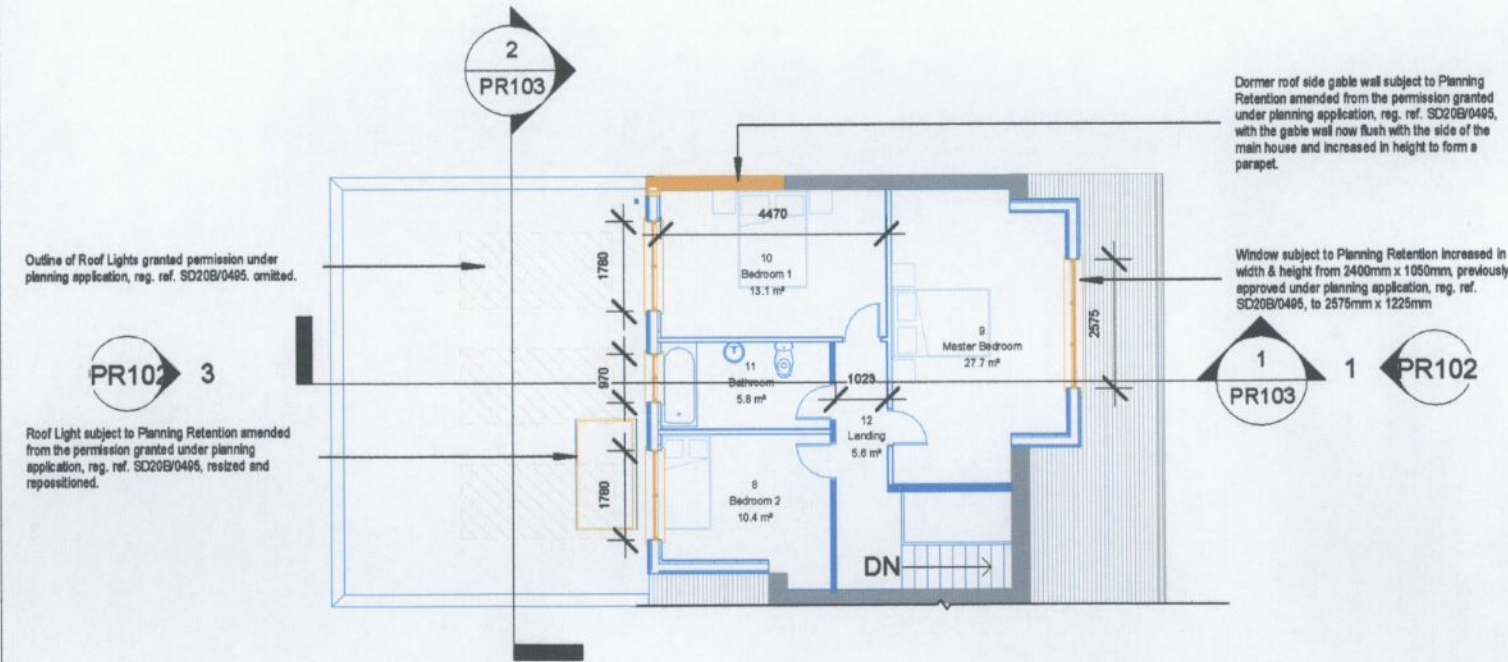 2
PR103
Dormer roof side gable wall subject to Planning
Retention amended from the permission granted
under planning application, reg. ref. SD20B/0495,
with the gable wall now flush with the side of the
main house and increased in height to form a
parapet.
Outline of Roof Lights granted permission under
planning application, reg. ref. SD20B/0495. omitted.
4470
1780
10
Bedroom 1
13.1 m²
Window subject to Planning Retention increased in
width & height from 2400mm x 1050mm, previously
approved under planning application, reg. ref.
SD20B/0495, to 2575mm x 1225mm
2575
9
Master Bedroom
27.7 m²
PR102
3
970
11
Bathroom
5.8 m²
1023
1
PR103
1
PR102
12
Landing
5.6 m²
Roof Light subject to Planning Retention amended
from the permission granted under planning
application, reg. ref. SD20B/0495, resized and
repossitioned.
1780
8
Bedroom 2
10.4 m²
DN